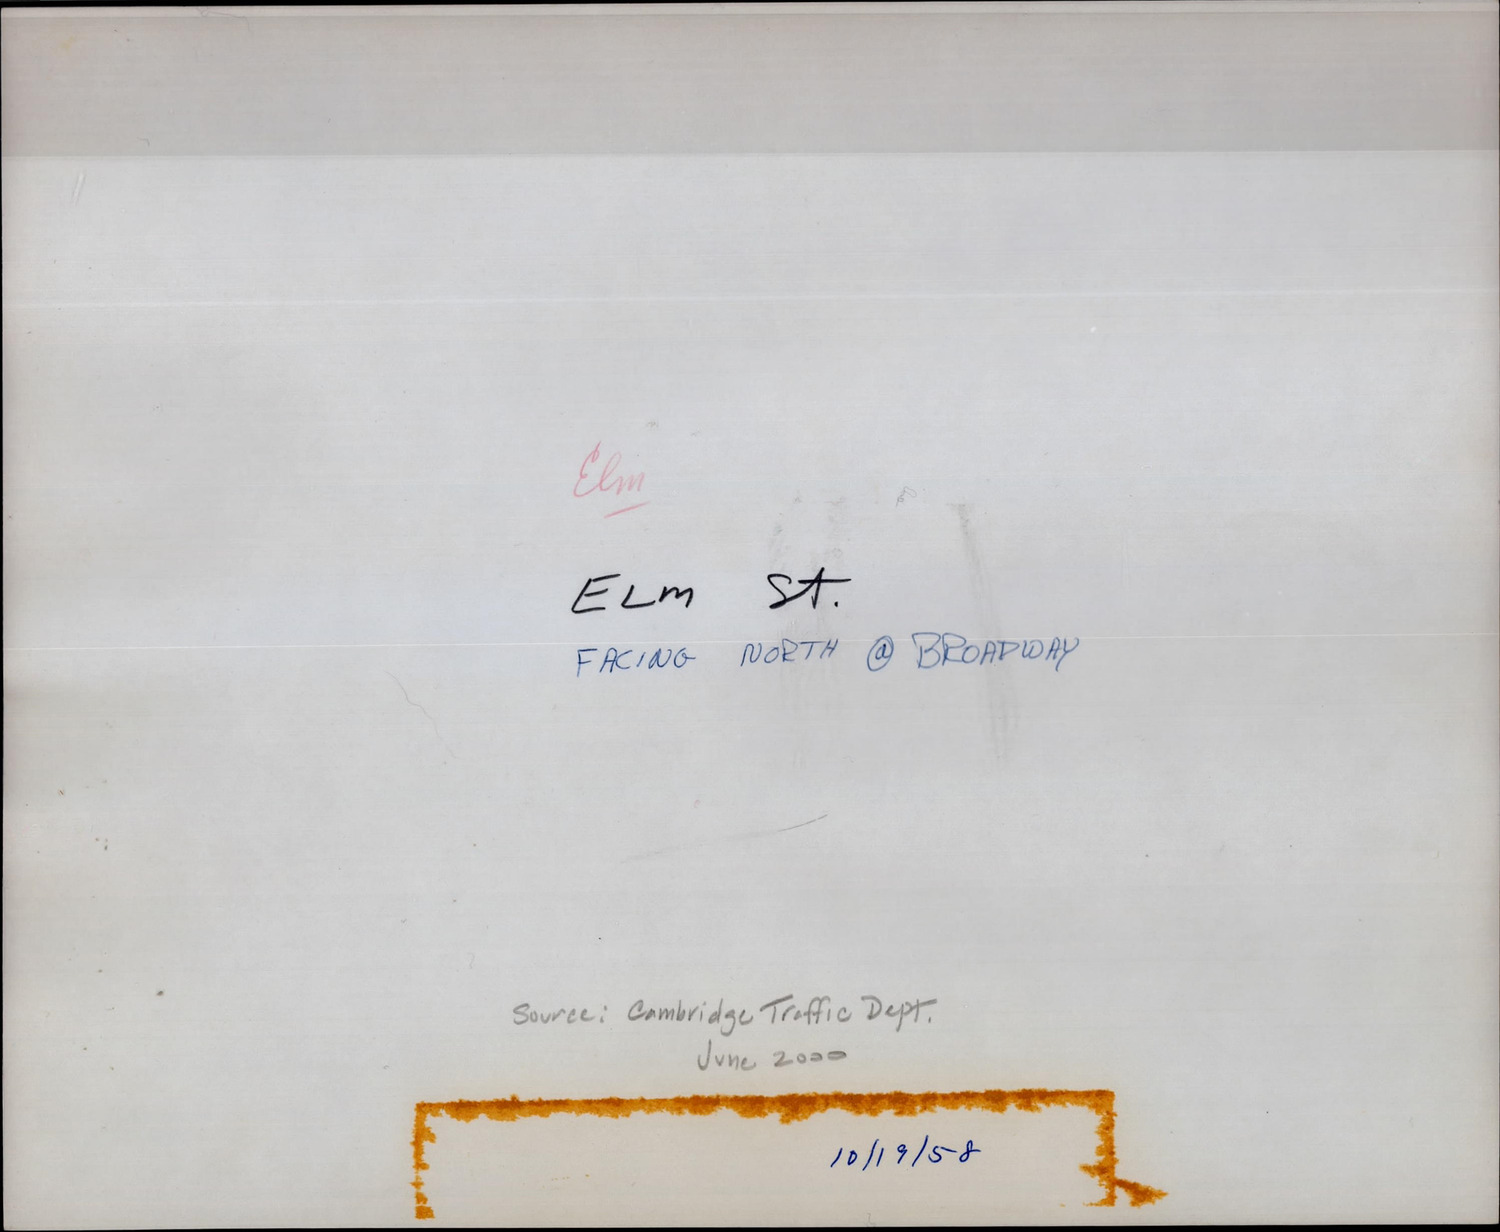 Elm
ELm St.
FACING NORTH @ BROADWAY
Source: Cambridge Traffic Dept.
June 2000
10/19/58